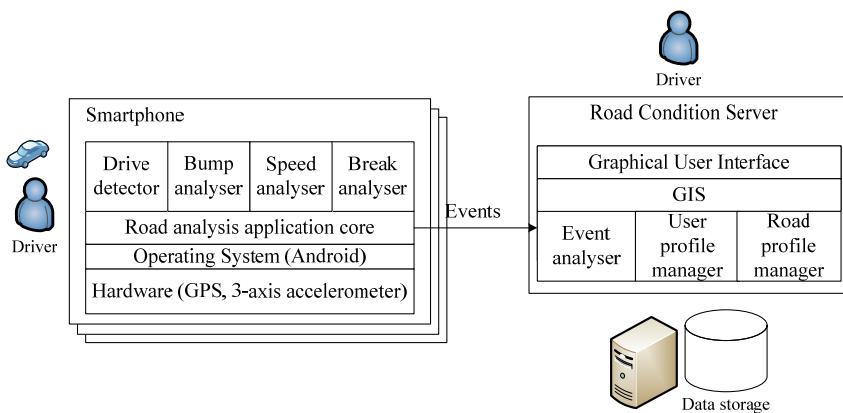 Driver
Smartphone
Drive detector
Bump analyser
Speed analyser
Break analyser
Road analysis application core
Operating System (Android)
Hardware (GPS, 3-axis accelerometer)
Driver
Events
Road Condition Server
Graphical User Interface
GIS
Event analyser
User profile manager
Road profile manager
Data storage